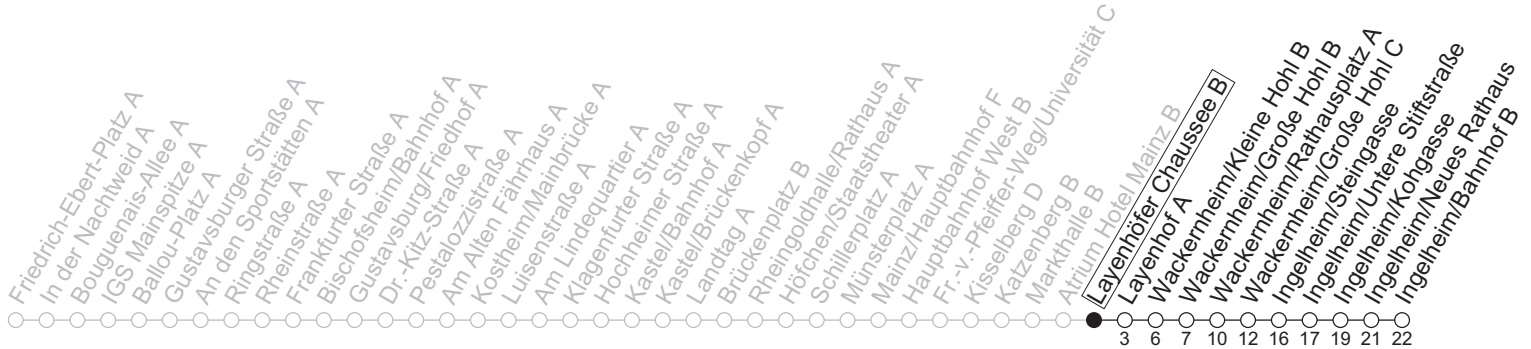 Friedrich-Ebert-Platz A
In der Nachtweid A
Bouguenais-Allee A
IGS Mainspitze A
Ballou-Platz A
Gustavsburger Straße A
An den Sportstätten A
Ringstraße A
Rheinstraße A
Frankfurter Straße A
Bischofsheim/Bahnhof A
Gustavsburg/Friedhof A
Dr.-Kitz-Straße A
Pestalozzistraße A
Am Alten Fährhaus A
Kostheim/Mainbrücke A
Luisenstraße A
Am Lindequartier A
Klagenfurter Straße A
Hochheimer Straße A
Kastel/Bahnhof A
Kastel/Brückenkopf A
Landtag A
Brückenplatz B
Rheingoldhalle/Rathaus A
Höfchen/Staatstheater A
Schillerplatz A
Münsterplatz A
Mainz/Hauptbahnhof F
Hauptbahnhof West B
Fr.-v.-Pfeiffer-Weg/Universität C
Kisselberg D
Katzenberg B
Markthalle B
Atrium Hotel Mainz B
Layenhöfer Chaussee B
Layenhof A
Wackernheim/Kleine Hohl B
Wackernheim/Große Hohl B
Wackernheim/Rathausplatz A
Wackernheim/Große Hohl C
Ingelheim/Steingasse
Ingelheim/Untere Stiftstraße
Ingelheim/Kohgasse
Ingelheim/Neues Rathaus
Ingelheim/Bahnhof B
3 6 7 10 12 16 17 19 21 22